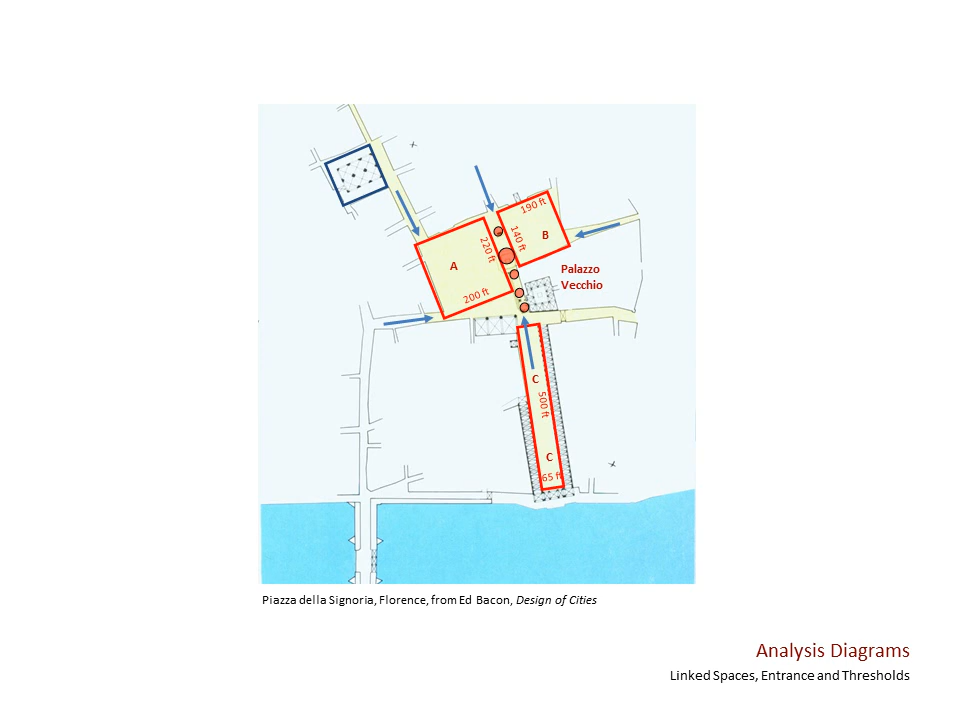 190 ft
140 ft
B
220 ft
A
200 ft
Palazzo
Vecchio
C
500 ft
C
65 ft
Piazza della Signoria, Florence, from Ed Bacon, Design of Cities
Analysis Diagrams
Linked Spaces, Entrance and Thresholds